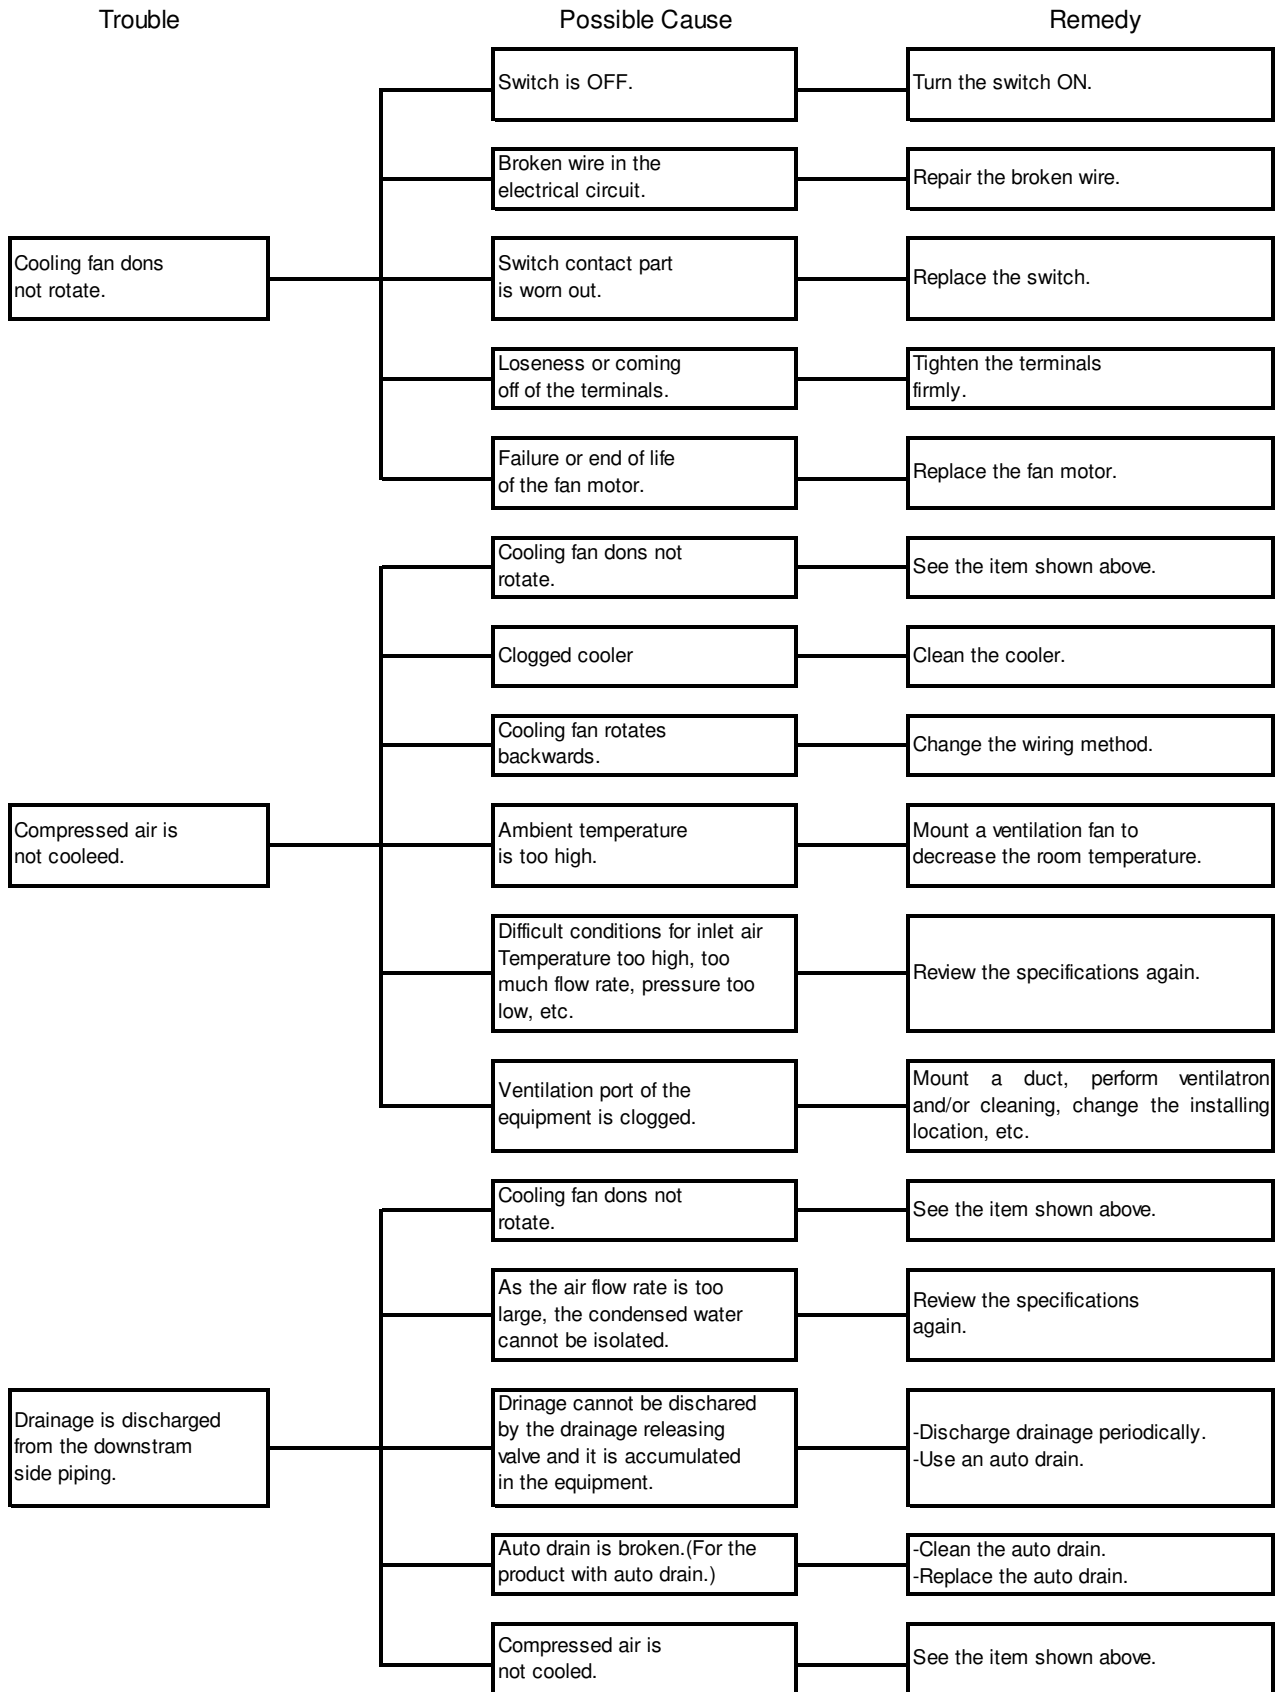 Trouble
Possible Cause
Remedy
Switch is OFF.
Turn the switch ON.
Broken wire in the
electrical circuit.
Repair the broken wire.
Cooling fan dons
not rotate.
Switch contact part
is worn out.
Replace the switch.
Loseness or coming
off of the terminals.
Tighten the terminals
firmly.
Failure or end of life
of the fan motor.
Replace the fan motor.
Cooling fan dons not
rotate.
See the item shown above.
Clogged cooler
Clean the cooler.
Cooling fan rotates
backwards.
Change the wiring method.
Compressed air is
not cooleed.
Ambient temperature
is too high.
Mount a ventilation fan to
decrease the room temperature.
Difficult conditions for inlet air
Temperature too high, too
much flow rate, pressure too
low, etc.
Review the specifications again.
Ventilation port of the
equipment is clogged.
Mount a duct, perform ventilatron
and/or cleaning, change the installing
location, etc.
Cooling fan dons not
rotate.
See the item shown above.
As the air flow rate is too
large, the condensed water
cannot be isolated.
Review the specifications
again.
Drainage is discharged
from the downstram
side piping.
Drinage cannot be dischared
by the drainage releasing
valve and it is accumulated
in the equipment.
-Discharge drainage periodically.
-Use an auto drain.
Auto drain is broken.(For the
product with auto drain.)
-Clean the auto drain.
-Replace the auto drain.
Compressed air is
not cooled.
See the item shown above.